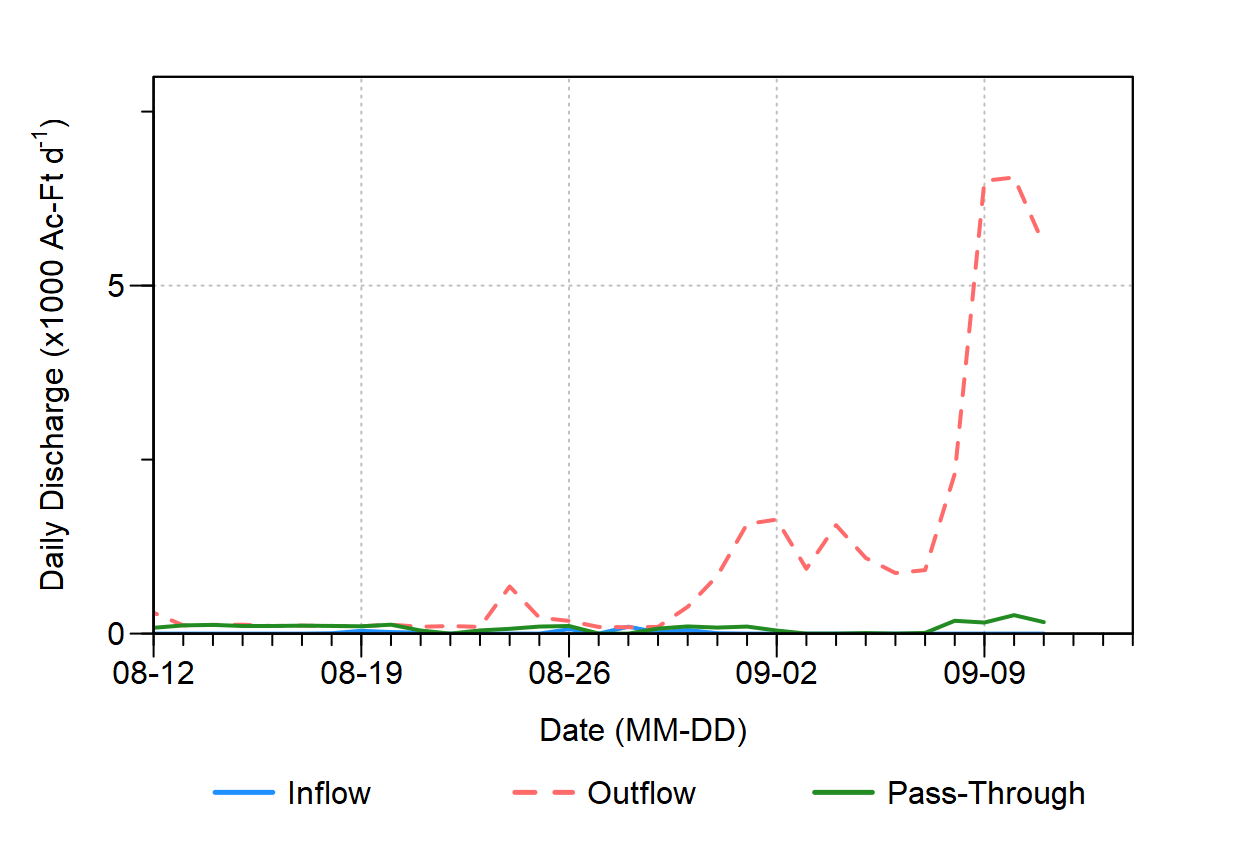 Daily Discharge (x1000 Ac-Ft d-1)
5
0
08-12 08-19 08-26 09-02 09-09
Date (MM-DD)
Inflow Outflow Pass-Through